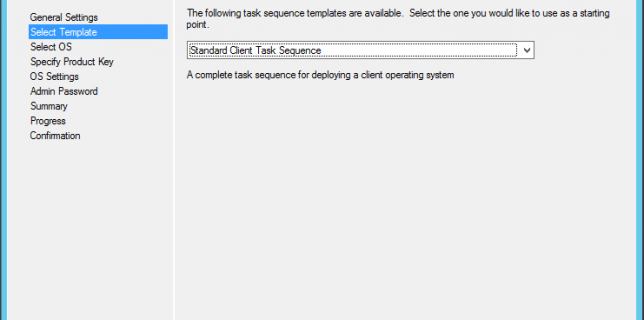 General Settings
Select Template
Select OS
Specify Product Key
OS Settings
Admin Password
Summary
Progress
Confirmation
The following task sequence templates are available.  Select the one you would like to use as a starting
point.
Standard Client Task Sequence
A complete task sequence for deploying a client operating system